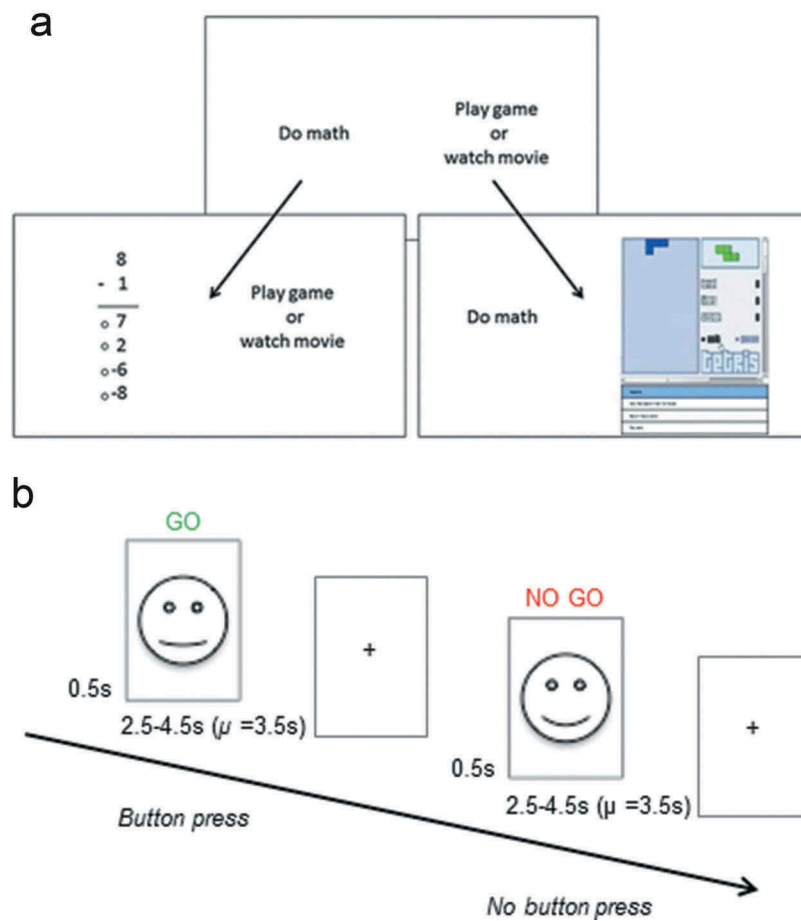 a
Do math
Play game
or
watch movie
8
- 1
7
2
-6
-8
Play game
or
watch movie
Do math
TETRIS
b
GO
NO GO
+
+
0.5s
2.5-4.5s (μ =3.5s)
0.5s
2.5-4.5s (μ =3.5s)
Button press
No button press